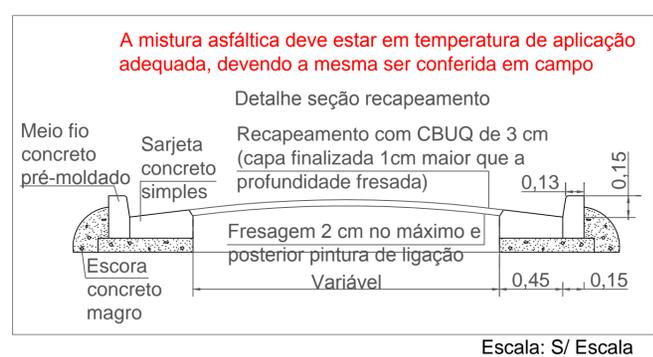 A mistura asfáltica deve estar em temperatura de aplicação
adequada, devendo a mesma ser conferida em campo
Detalhe seção recapeamento
Meio fio
concreto
pré-moldado
Sarjeta
concreto
simples
Recapeamento com CBUQ de 3 cm
(capa finalizada 1cm maior que a
profundidade fresada)
0,13
0,15
Fresagem 2 cm no máximo e
posterior pintura de ligação
Escora
concreto
magro
Variável
0,45
0,15
Escala: S/ Escala